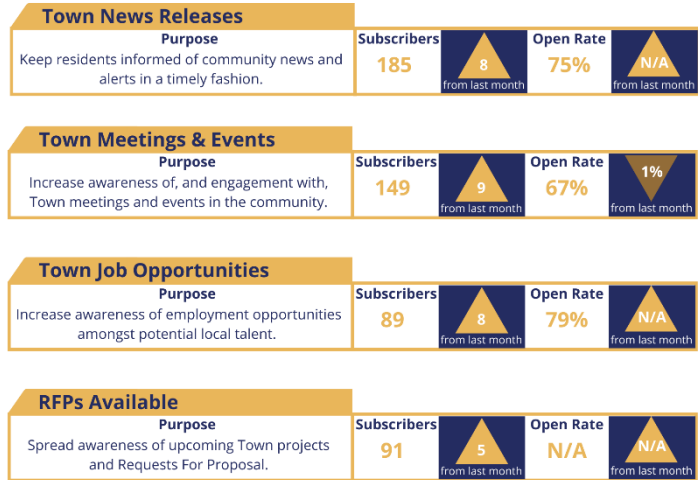 Town News Releases
Purpose
Keep residents informed of community news and
alerts in a timely fashion.
Subscribers
185
8
from last month
Open Rate
75%
N/A
from last month
Town Meetings & Events
Purpose
Increase awareness of, and engagement with,
Town meetings and events in the community.
Subscribers
149
9
from last month
Open Rate
67%
1%
from last month
Town Job Opportunities
Purpose
Increase awareness of employment opportunities
amongst potential local talent.
Subscribers
89
8
from last month
Open Rate
79%
N/A
from last month
RFPs Available
Purpose
Spread awareness of upcoming Town projects
and Requests For Proposal.
Subscribers
91
5
from last month
Open Rate
N/A
N/A
from last month